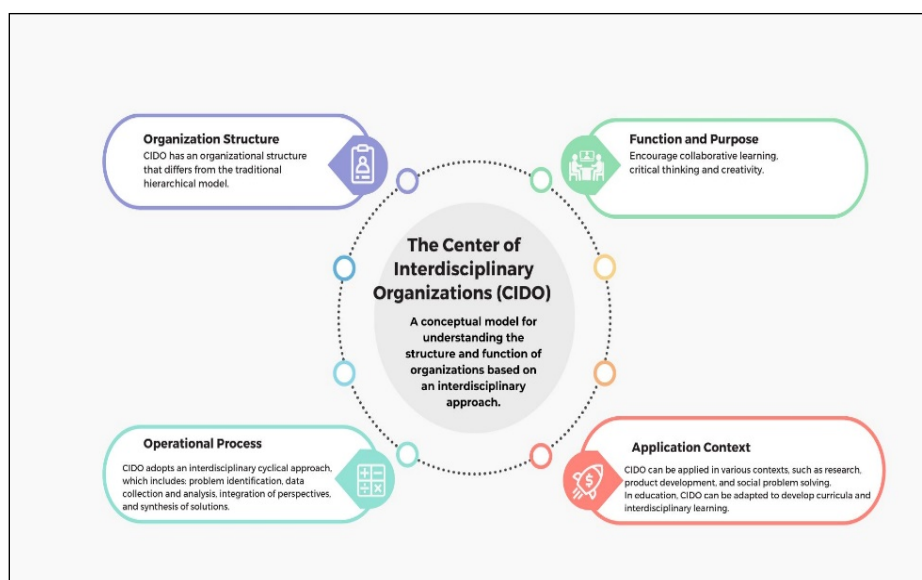 Organization Structure
CIDO has an organizational structure
that differs from the traditional
hierarchical model.
Function and Purpose
Encourage collaborative learning,
critical thinking and creativity.
The Center of
Interdisciplinary
Organizations (CIDO)
A conceptual model for
understanding the
structure and function of
organizations based on
an interdisciplinary
approach.
Operational Process
CIDO adopts an interdisciplinary cyclical approach,
which includes: problem identification, data
collection and analysis, integration of perspectives,
and synthesis of solutions.
Application Context
CIDO can be applied in various contexts, such as research,
product development, and social problem solving.
In education, CIDO can be adapted to develop curricula and
interdisciplinary learning.